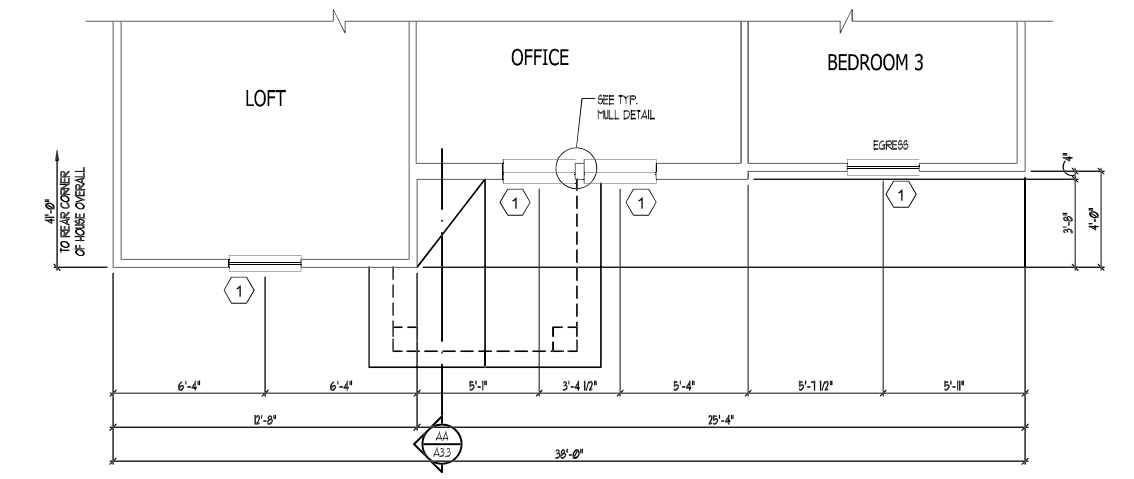 OFFICE
BEDROOM 3
LOFT
SEE TYP.
MULL DETAIL
EGRESS
4"
41'-0"
TO REAR CORNER
OF HOUSE OVERALL
1
1
1
1
3'-8"
4'-0"
6'-4"
6'-4"
5'-1"
3'-4 1/2"
5'-4"
5'-7 1/2"
5'-11"
12'-8"
25'-4"
AA
A3.3
38'-0"